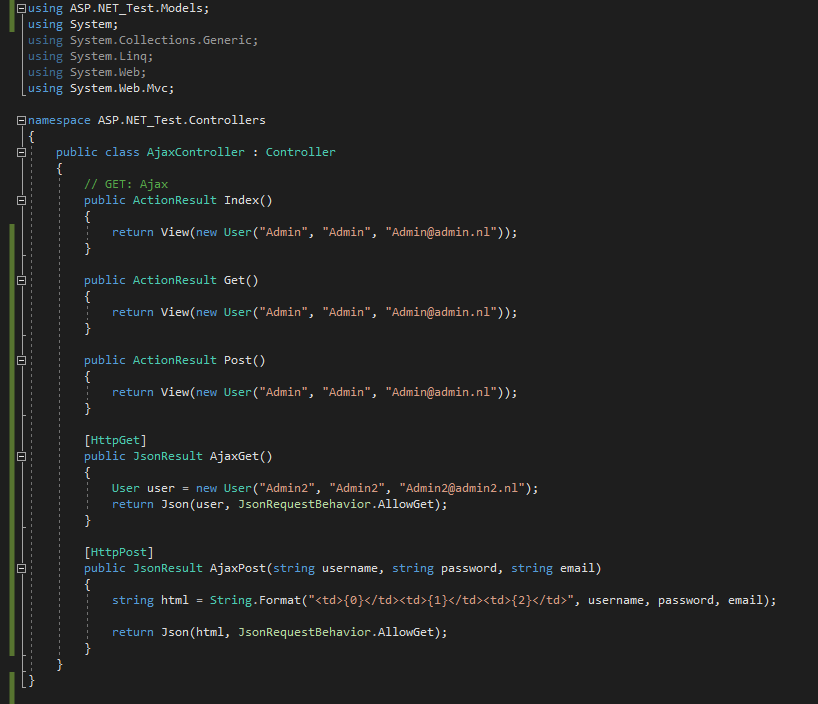 using ASP.NET_Test.Models;
using System;
using System.Collections.Generic;
using System.Linq;
using System.Web;
using System.Web.Mvc;
namespace ASP.NET_Test.Controllers
{
public class AjaxController : Controller
{
// GET: Ajax
public ActionResult Index()
{
return View(new User("Admin", "Admin", "Admin@admin.nl"));
}
public ActionResult Get()
{
return View(new User("Admin", "Admin", "Admin@admin.nl"));
}
public ActionResult Post()
{
return View(new User("Admin", "Admin", "Admin@admin.nl"));
}
[HttpGet]
public JsonResult AjaxGet()
{
User user = new User("Admin2", "Admin2", "Admin2@admin2.nl");
return Json(user, JsonRequestBehavior.AllowGet);
}
[HttpPost]
public JsonResult AjaxPost(string username, string password, string email)
{
string html = String.Format("<td>{0}</td><td>{1}</td><td>{2}</td>", username, password, email);
return Json(html, JsonRequestBehavior.AllowGet);
}
}
}